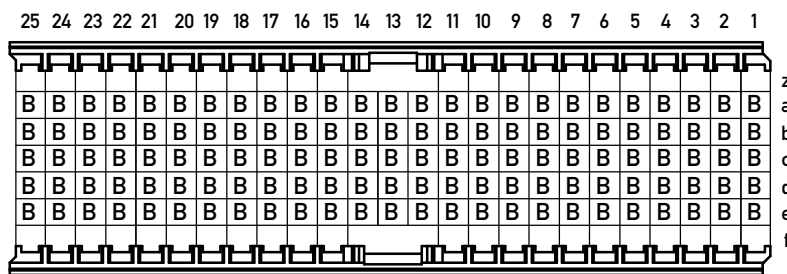 25 24 23 22 21 20 19 18 17 16 15 14 13 12 11 10 9 8 7 6 5 4 3 2 1
z
B B B B B B B B B B B B B B B B B B B B B B B B B a
B B B B B B B B B B B B B B B B B B B B B B B B B b
B B B B B B B B B B B B B B B B B B B B B B B B B c
B B B B B B B B B B B B B B B B B B B B B B B B B d
B B B B B B B B B B B B B B B B B B B B B B B B B e
f